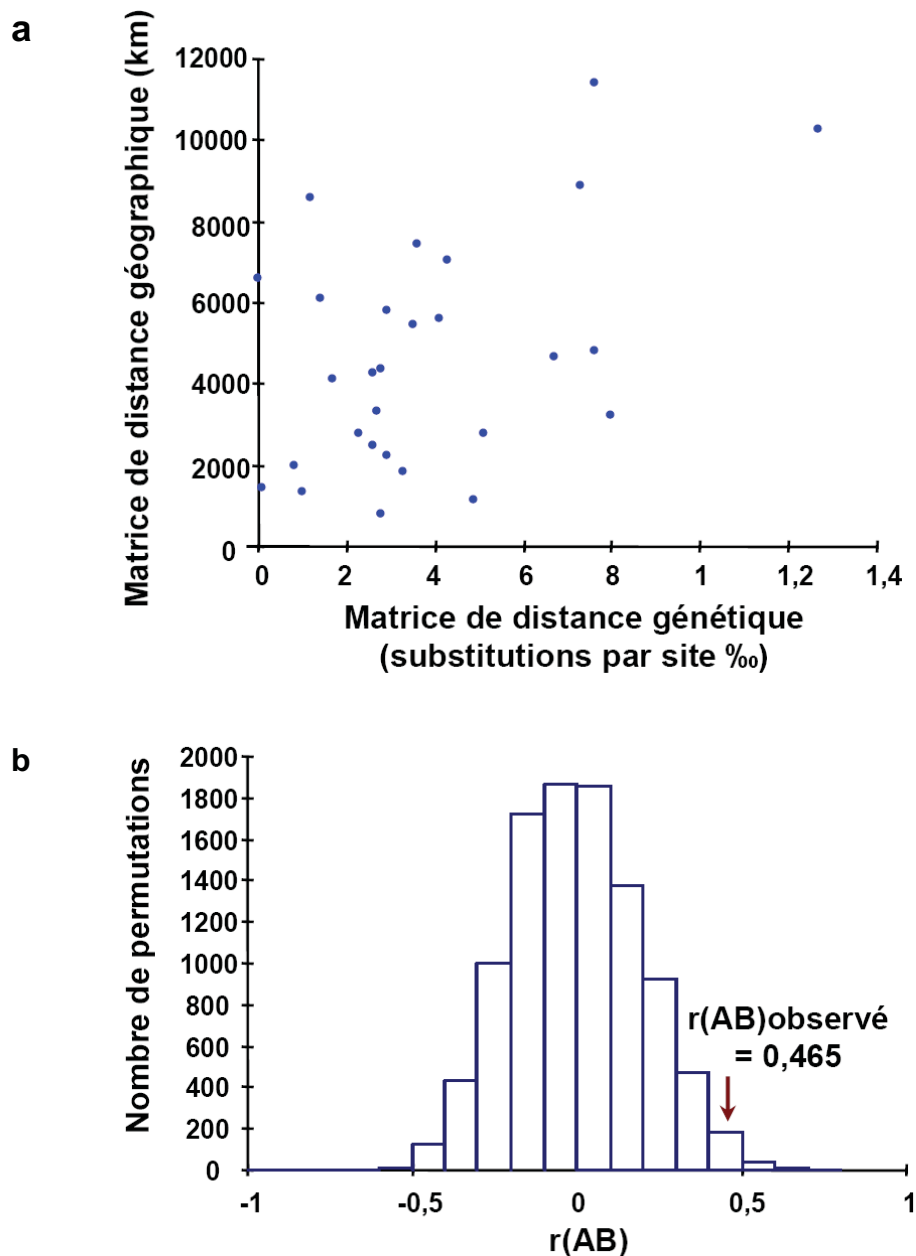 a
Matrice de distance géographique (km)
12000
10000
8000
6000
4000
2000
0
0 2 4 6 8 1 1,2 1,4
Matrice de distance génétique
(substitutions par site ‰)
b
Nombre de permutations
2000
1800
1600
1400
1200
1000
800
600
400
200
0
r(AB)observé
= 0,465
-1 -0,5 0 0,5 1
r(AB)